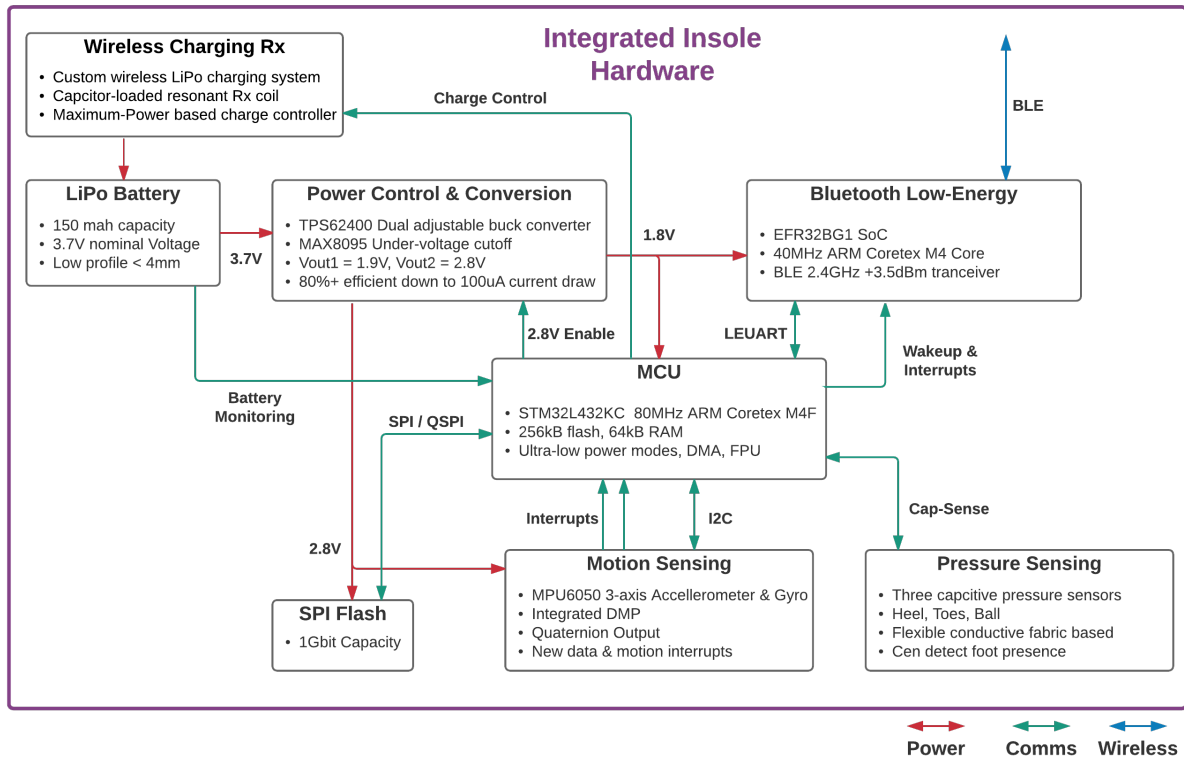 Integrated Insole
Hardware
Wireless Charging Rx
• Custom wireless LiPo charging system
• Capcitor-loaded resonant Rx coil
• Maximum-Power based charge controller
Charge Control
BLE
LiPo Battery
• 150 mah capacity
• 3.7V nominal Voltage
• Low profile < 4mm
3.7V
Power Control & Conversion
• TPS62400 Dual adjustable buck converter
• MAX8095 Under-voltage cutoff
• Vout1 = 1.9V, Vout2 = 2.8V
• 80%+ efficient down to 100uA current draw
1.8V
Bluetooth Low-Energy
• EFR32BG1 SoC
• 40MHz ARM Coretex M4 Core
• BLE 2.4GHz +3.5dBm tranceiver
2.8V Enable
LEUART
Wakeup &
Interrupts
Battery
Monitoring
SPI / QSPI
MCU
• STM32L432KC 80MHz ARM Coretex M4F
• 256kB flash, 64kB RAM
• Ultra-low power modes, DMA, FPU
Interrupts
I2C
Cap-Sense
2.8V
SPI Flash
• 1Gbit Capacity
Motion Sensing
• MPU6050 3-axis Accellerometer & Gyro
• Integrated DMP
• Quaternion Output
• New data & motion interrupts
Pressure Sensing
• Three capcitive pressure sensors
• Heel, Toes, Ball
• Flexible conductive fabric based
• Cen detect foot presence
Power
Comms
Wireless